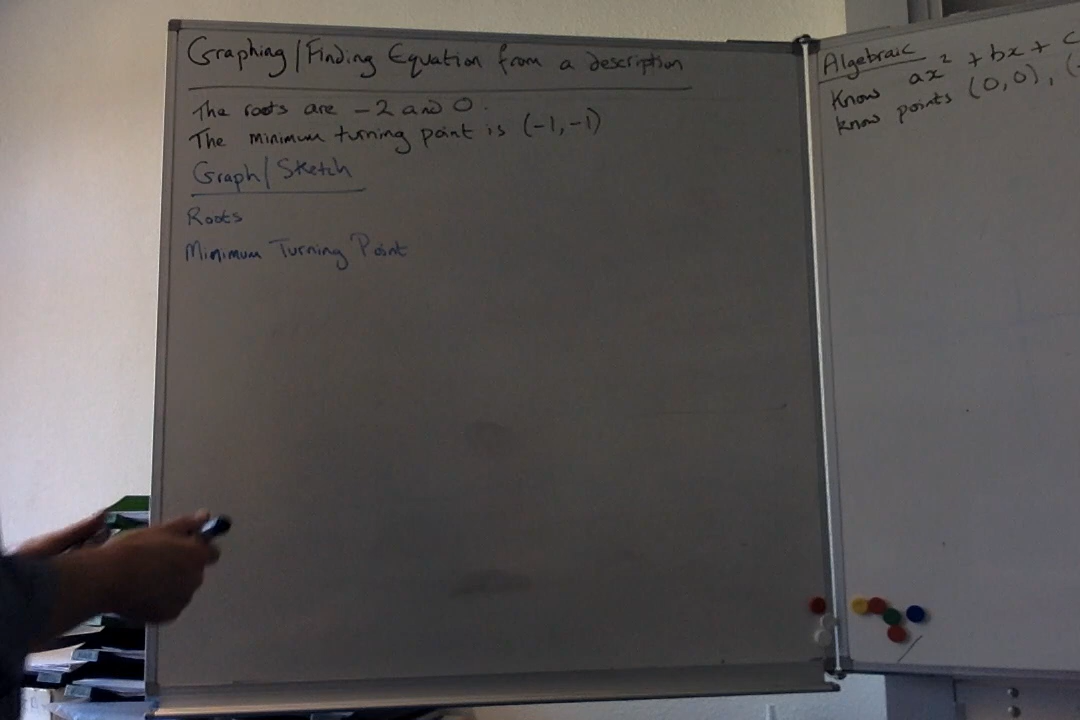 Graphing/Finding Equation from a description
The roots are -2 and 0.
The minimum turning point is (-1,-1)
Graph/Sketch
Roots
Minimum Turning Point
Algebraic
Know ax² + bx + c
know points (0,0), (-